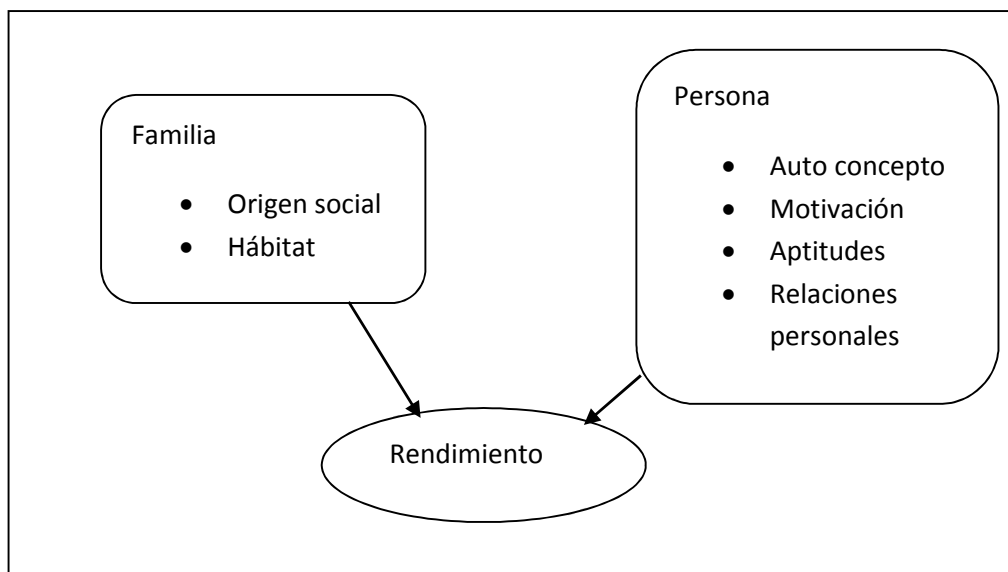 Familia
• Origen social
• Hábitat
Persona
• Auto concepto
• Motivación
• Aptitudes
• Relaciones
personales
Rendimiento